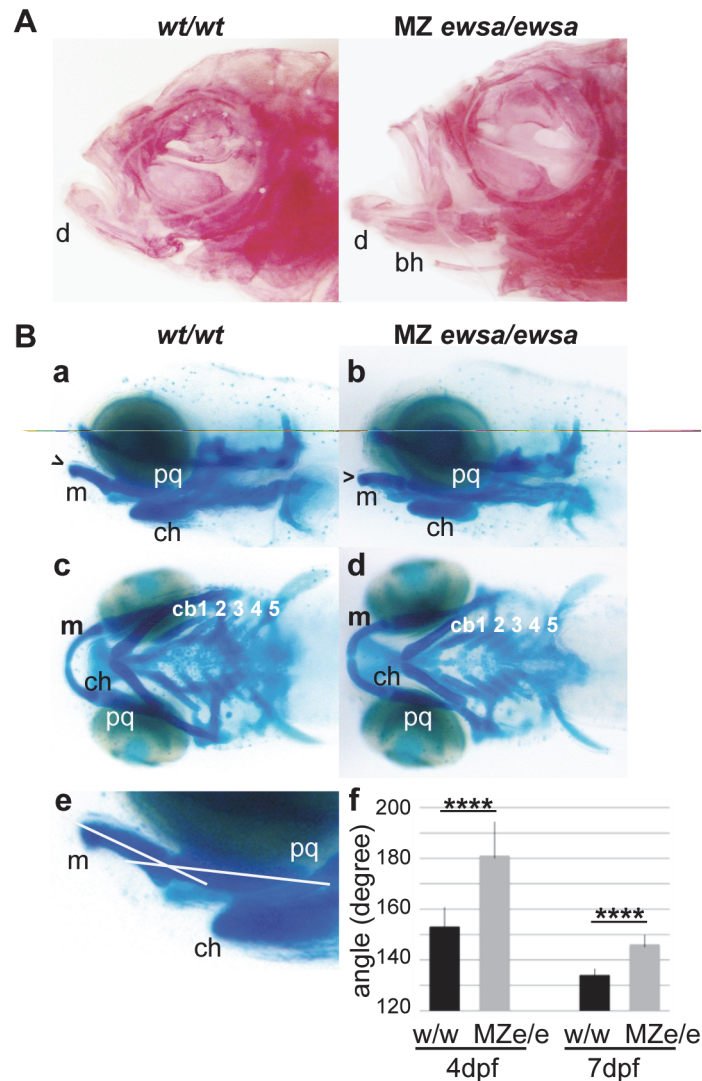 A
wt/wt MZ ewsa/ewsa
d
d
bh
wt/wt MZ ewsa/ewsa
B
a b
> m pq ch
> m pq ch
c d
m cb1 2 3 4 5 ch pq
cb1 2 3 4 5 m ch pq
e
m pq ch
f
angle (degree)
200
180
160
140
120
****
****
w/w MZe/e w/w MZe/e
4dpf 7dpf